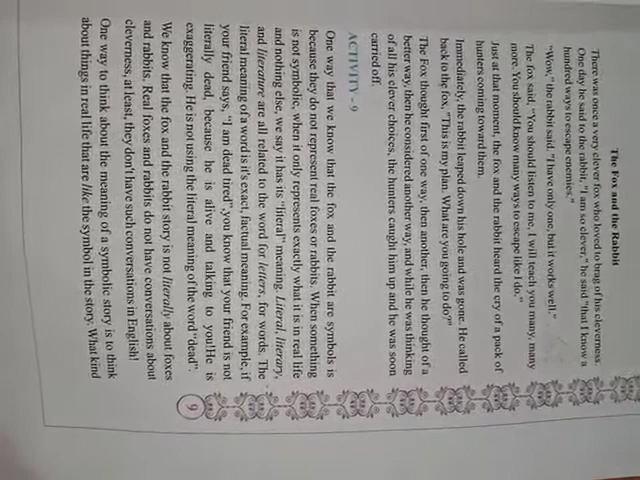 The Fox and the Rabbit
There was once a very clever fox who loved to brag of his cleverness.
One day he said to the rabbit, "I am so clever," he said "that I know a
hundred ways to escape enemies."
"Wow," the rabbit said. "I have only one, but it works well."
The fox said, "You should listen to me. I will teach you many, many
more. You should know many ways to escape like I do."
Just at that moment, the fox and the rabbit heard the cry of a pack of
hunters coming toward them.
Immediately, the rabbit leaped down his hole and was gone. He called
back to the fox, "This is my plan. What are you going to do?"
The Fox thought first of one way, then another, then he thought of a
better way, then he considered another way, and while he was thinking
of all his clever choices, the hunters caught him up and he was soon
carried off.
ACTIVITY - 9
One way that we know that the fox and the rabbit are symbols is
because they do not represent real foxes or rabbits. When something
is not symbolic, when it only represents exactly what it is in real life
and nothing else, we say it has its "literal" meaning. Literal, literary,
and literature are all related to the word for letters, for words. The
literal meaning of a word is it's exact, factual meaning. For example, if
your friend says, "I am dead tired" ,you know that your friend is not
literally dead, because he is alive and talking to you!He is
exaggerating. He is not using the literal meaning of the word "dead".
We know that the fox and the rabbit story is not literally about foxes
and rabbits. Real foxes and rabbits do not have conversations about
cleverness, at least, they don't have such conversations in English!
One way to think about the meaning of a symbolic story is to think
about things in real life that are like the symbol in the story. What kind
9